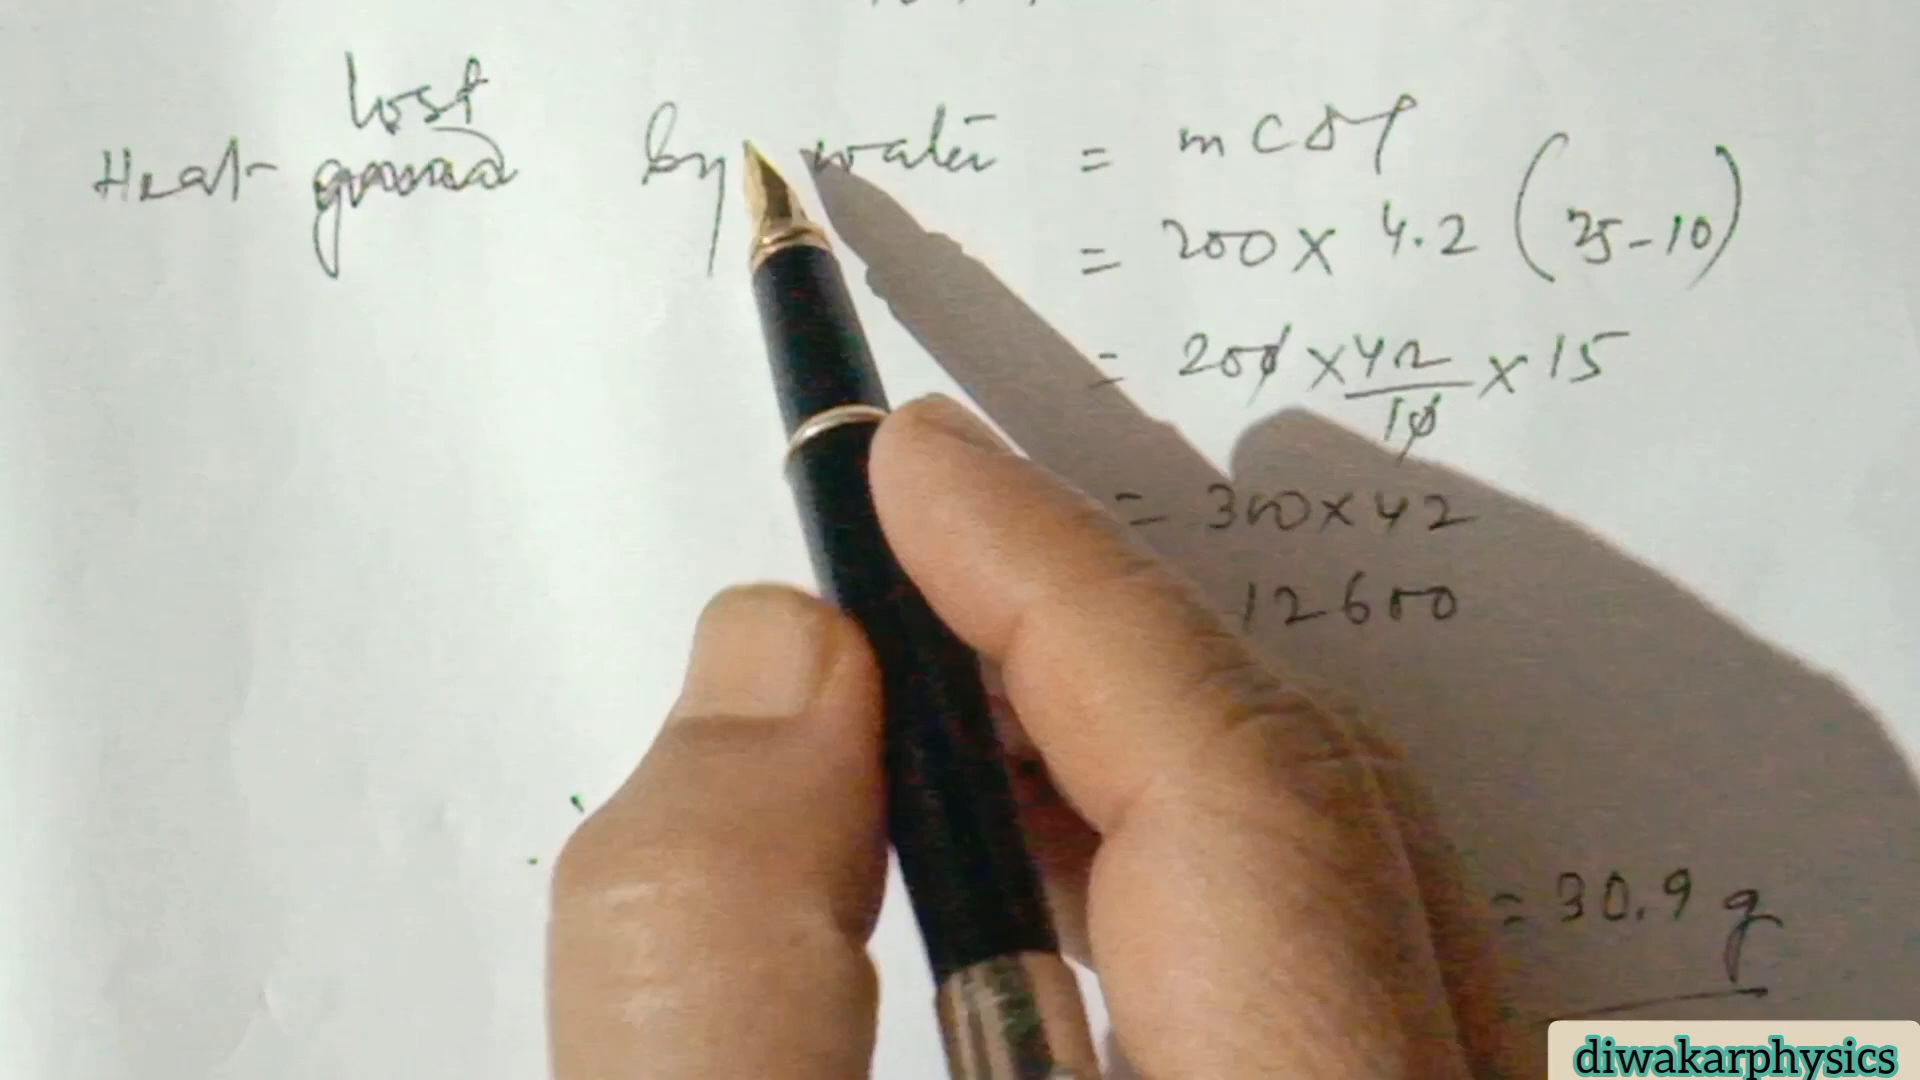 lost
Heat gained by water = mcΔT
= 200 × 4.2 (25-10)
= 200 × 42/10 × 15
= 300 × 42
12600
= 30.9 g
diwakarphysics